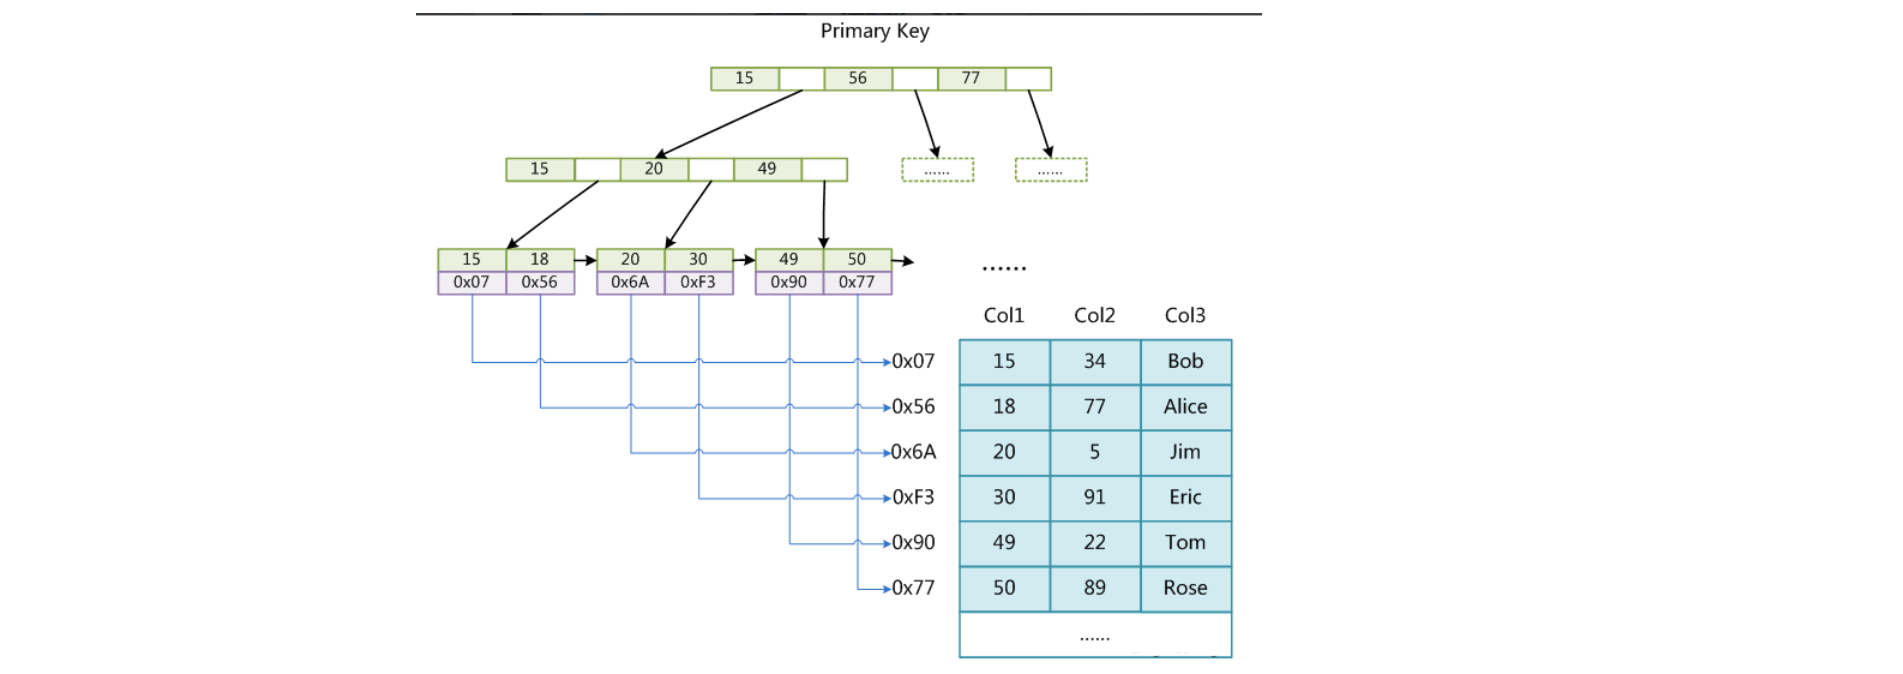 Primary Key
15 56 77
15 20 49 ...... ......
15 18 20 30 49 50
0x07 0x56 0x6A 0xF3 0x90 0x77
......
Col1 Col2 Col3
0x07 15 34 Bob
0x56 18 77 Alice
0x6A 20 5 Jim
0xF3 30 91 Eric
0x90 49 22 Tom
0x77 50 89 Rose
......